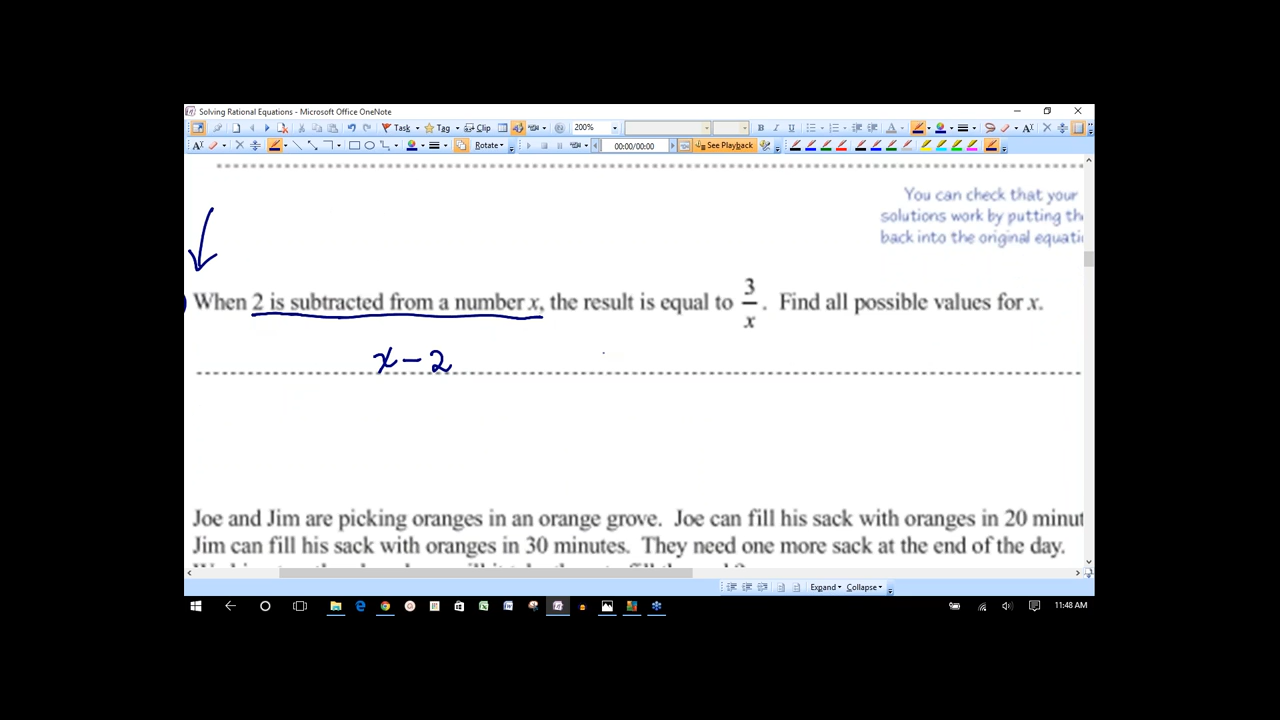 Solving Rational Equations - Microsoft Office OneNote
Task Tag Clip 200% B I U A
Rotate 00:00/00:00 See Playback
You can check that your
solutions work by putting
back into the original
When 2 is subtracted from a number x, the result is equal to 3/x. Find all possible values for x.
x - 2
Joe and Jim are picking oranges in an orange grove. Joe can fill his sack with oranges in 20
Jim can fill his sack with oranges in 30 minutes. They need one more sack at the end of the day.
Expand Collapse
11:48 AM